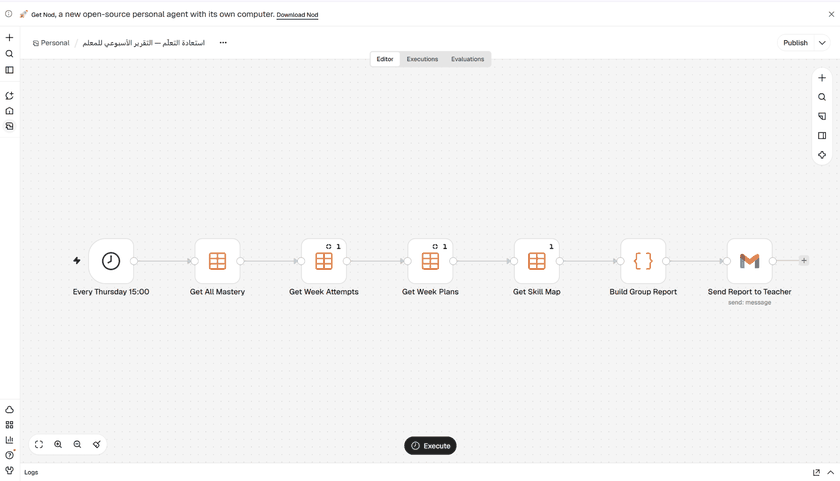 Get Nod, a new open-source personal agent with its own computer. Download Nod
Personal / استعادة التعلّم — التقرير الأسبوعي للمعلم ...
Publish
Editor Executions Evaluations
1
1
1
Every Thursday 15:00
Get All Mastery
Get Week Attempts
Get Week Plans
Get Skill Map
Build Group Report
Send Report to Teacher
send: message
Execute
Logs